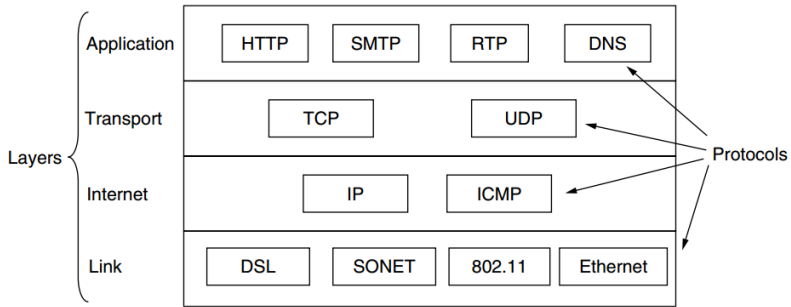 Application HTTP SMTP RTP DNS
Transport TCP UDP
Layers Protocols
Internet IP ICMP
Link DSL SONET 802.11 Ethernet